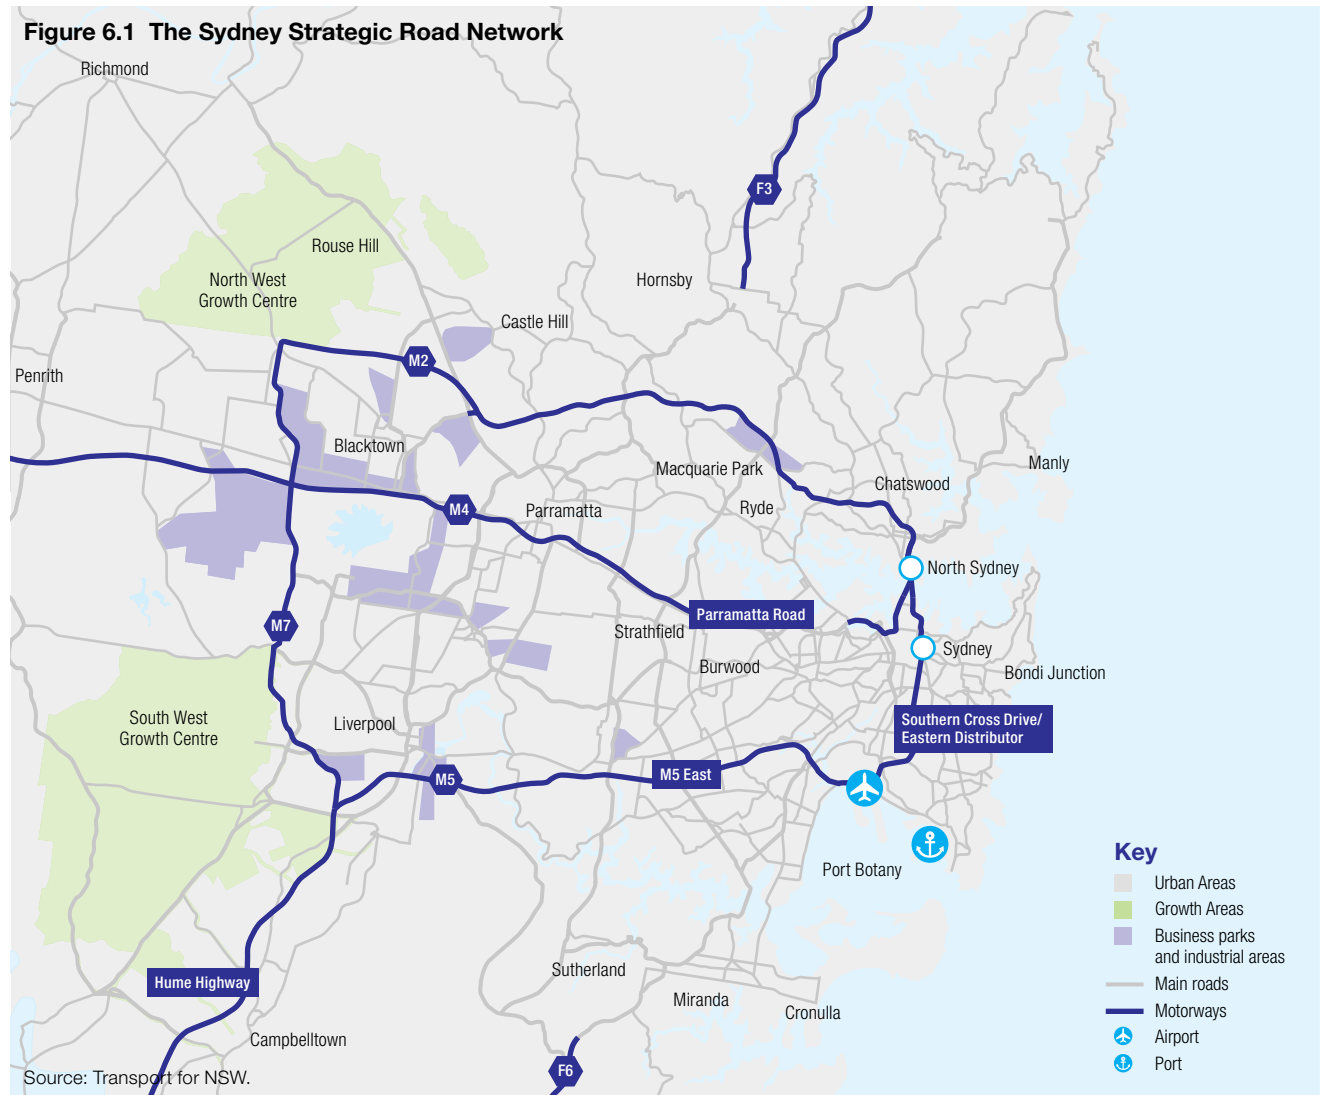 Figure 6.1 The Sydney Strategic Road Network
Richmond
F3
Rouse Hill
North West
Growth Centre
Hornsby
Castle Hill
M2
Penrith
Blacktown
Macquarie Park
Manly
Chatswood
M4
Parramatta
Ryde
North Sydney
Parramatta Road
M7
Strathfield
Sydney
Burwood
Bondi Junction
South West
Growth Centre
Liverpool
Southern Cross Drive/
Eastern Distributor
M5
M5 East
Port Botany
Key
Urban Areas
Growth Areas
Business parks
and industrial areas
Main roads
Motorways
Airport
Port
Hume Highway
Sutherland
Miranda
Cronulla
Campbelltown
F6
Source: Transport for NSW.